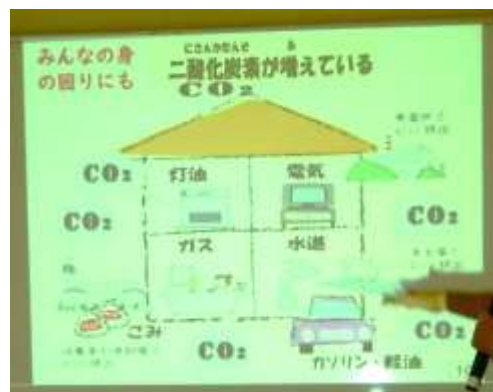 みんなの身
の回りにも
にさんかたんそ
ふ
二酸化炭素が増えている
CO₂
CO₂
灯油
電気
CO₂
CO₂
ガス
水道
ごみ
CO₂
CO₂
ガソリン・軽油